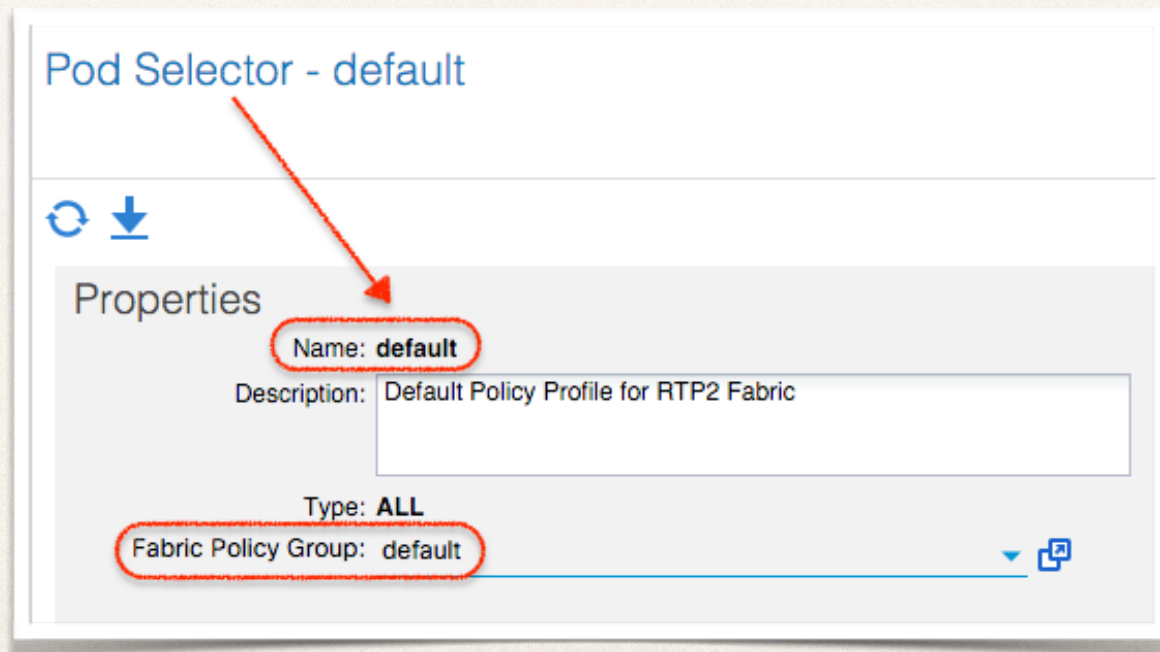 Pod Selector - default
Properties
Name: default
Description: Default Policy Profile for RTP2 Fabric
Type: ALL
Fabric Policy Group: default